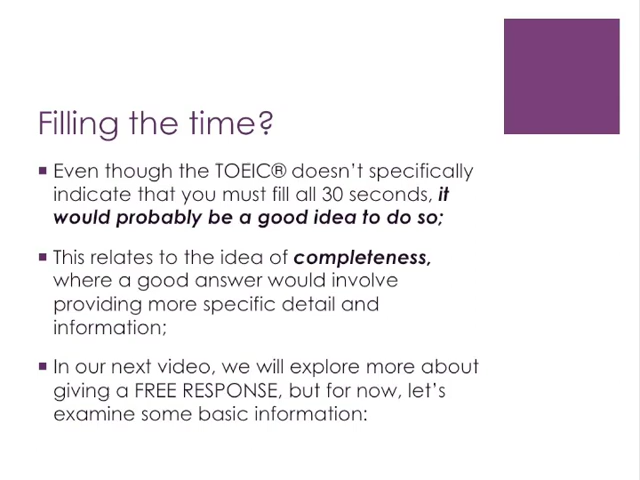 Filling the time?
▪ Even though the TOEIC® doesn't specifically
indicate that you must fill all 30 seconds, it
would probably be a good idea to do so;
▪ This relates to the idea of completeness,
where a good answer would involve
providing more specific detail and
information;
▪ In our next video, we will explore more about
giving a FREE RESPONSE, but for now, let's
examine some basic information: